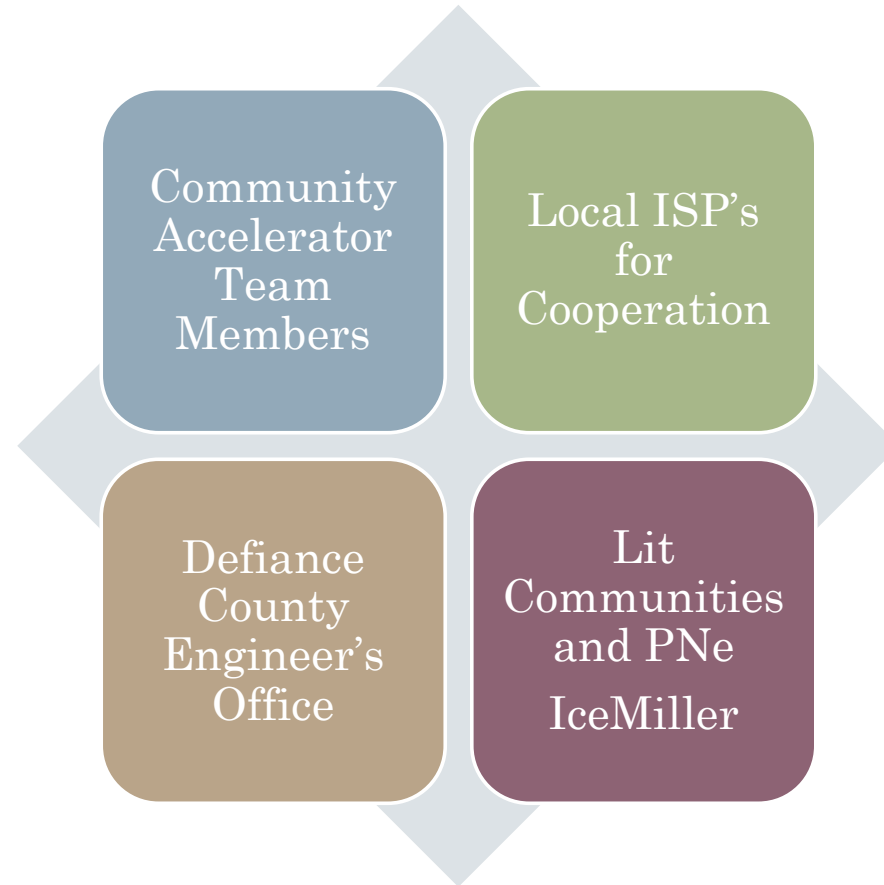 Community
Accelerator
Team
Members
Local ISP’s
for
Cooperation
Defiance
County
Engineer’s
Office
Lit
Communities
and PNe
IceMiller